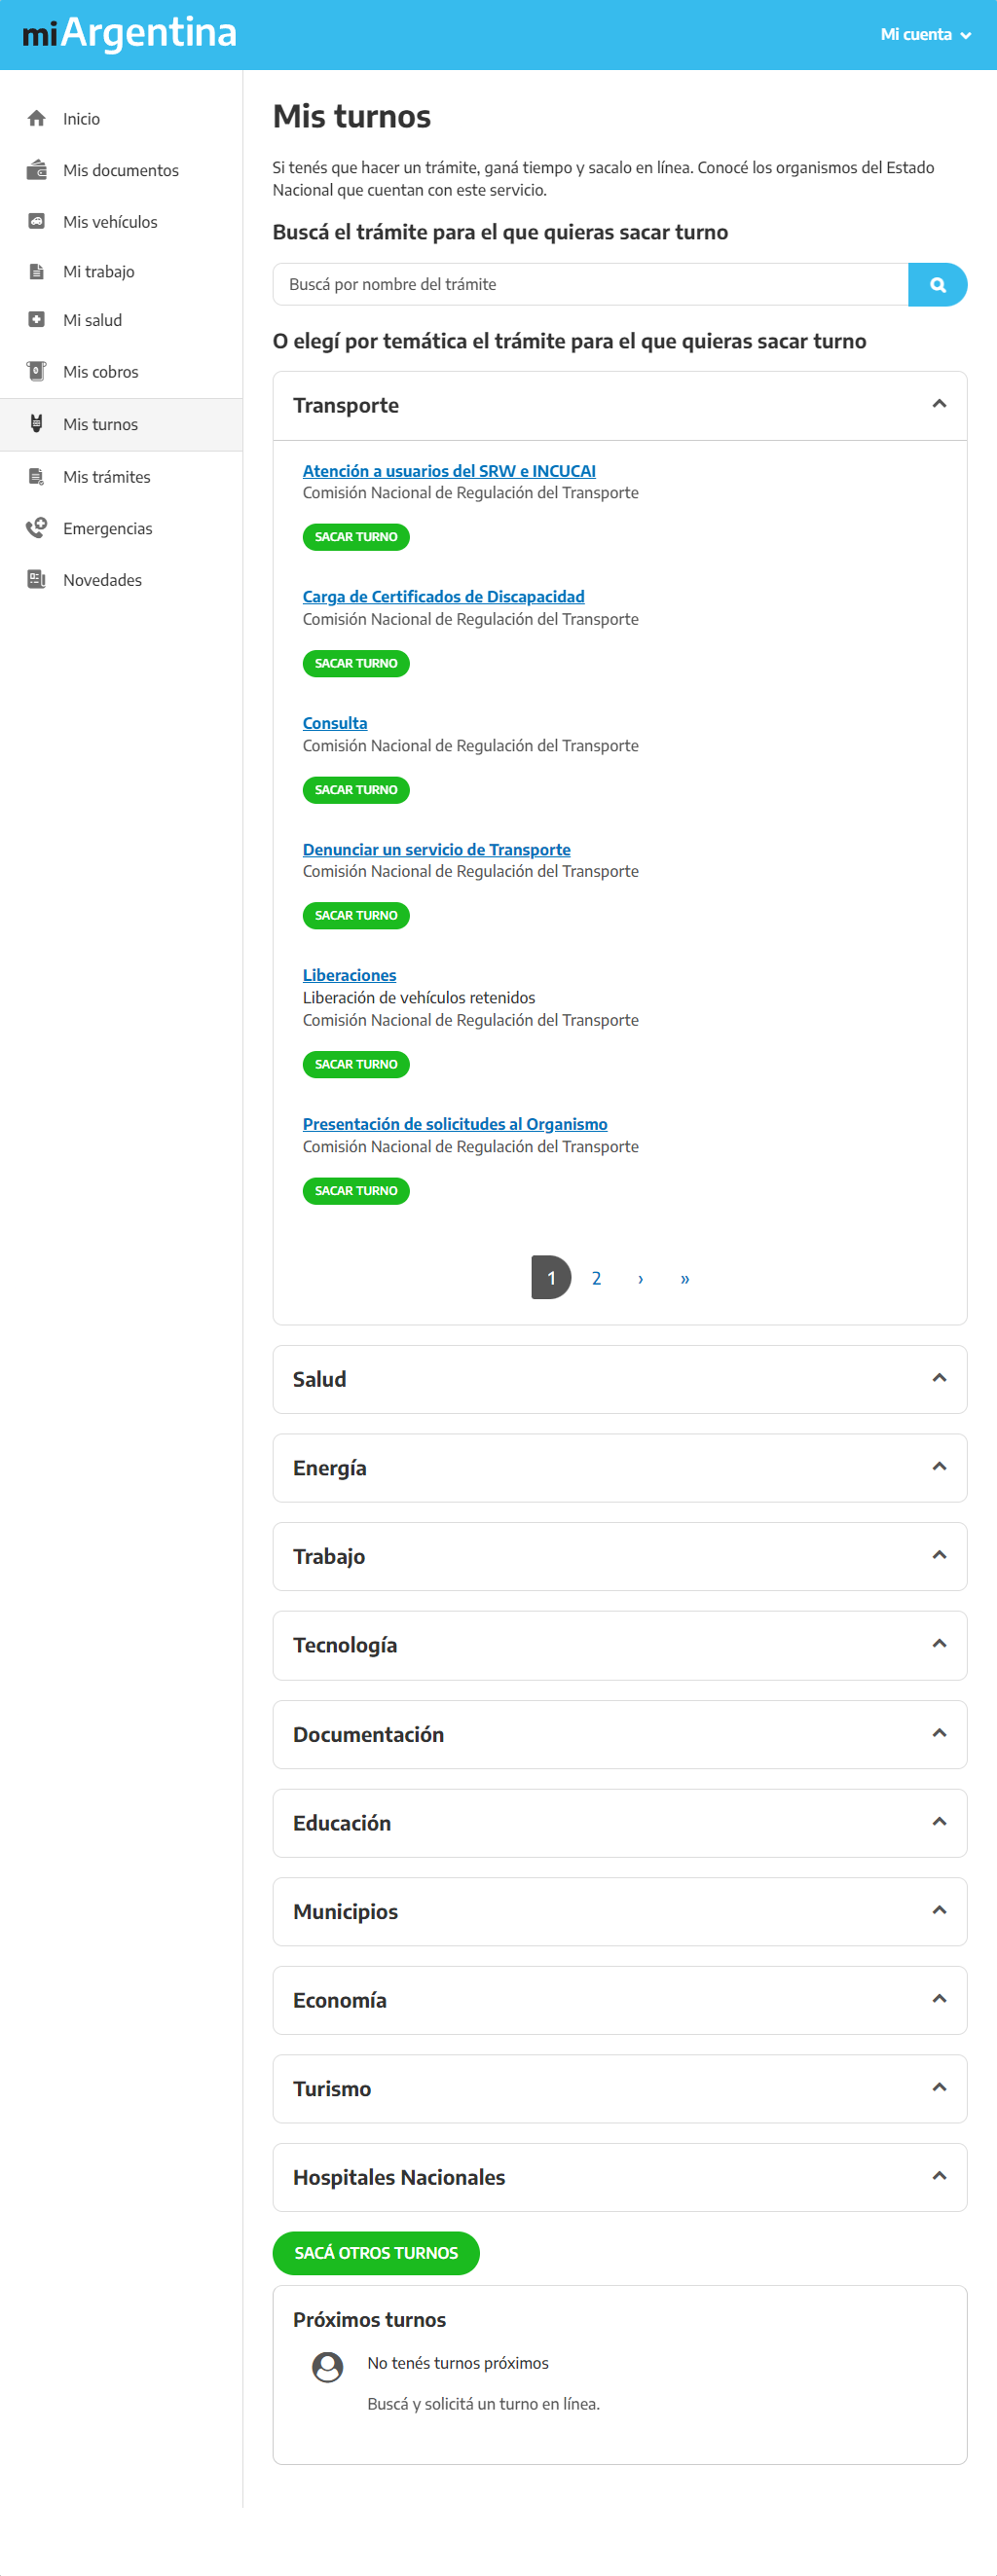 miArgentina
Mi cuenta
Inicio
Mis documentos
Mis vehículos
Mi trabajo
Mi salud
Mis cobros
Mis turnos
Mis trámites
Emergencias
Novedades
Mis turnos
Si tenés que hacer un trámite, ganá tiempo y sacalo en línea. Conocé los organismos del Estado
Nacional que cuentan con este servicio.
Buscá el trámite para el que quieras sacar turno
Buscá por nombre del trámite
O elegí por temática el trámite para el que quieras sacar turno
Transporte
Atención a usuarios del SRW e INCUCAI
Comisión Nacional de Regulación del Transporte
SACAR TURNO
Carga de Certificados de Discapacidad
Comisión Nacional de Regulación del Transporte
SACAR TURNO
Consulta
Comisión Nacional de Regulación del Transporte
SACAR TURNO
Denunciar un servicio de Transporte
Comisión Nacional de Regulación del Transporte
SACAR TURNO
Liberaciones
Liberación de vehículos retenidos
Comisión Nacional de Regulación del Transporte
SACAR TURNO
Presentación de solicitudes al Organismo
Comisión Nacional de Regulación del Transporte
SACAR TURNO
1 2 › »
Salud
Energía
Trabajo
Tecnología
Documentación
Educación
Municipios
Economía
Turismo
Hospitales Nacionales
SACÁ OTROS TURNOS
Próximos turnos
No tenés turnos próximos
Buscá y solicitá un turno en línea.